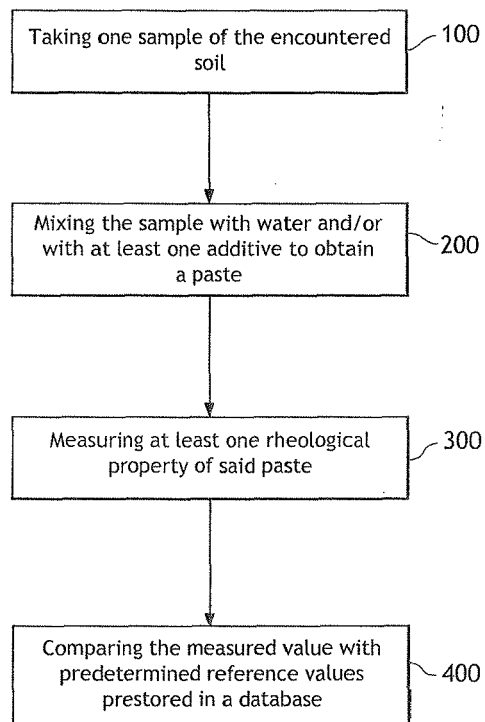 Taking one sample of the encountered
soil
100
Mixing the sample with water and/or
with at least one additive to obtain
a paste
200
Measuring at least one rheological
property of said paste
300
Comparing the measured value with
predetermined reference values
prestored in a database
400